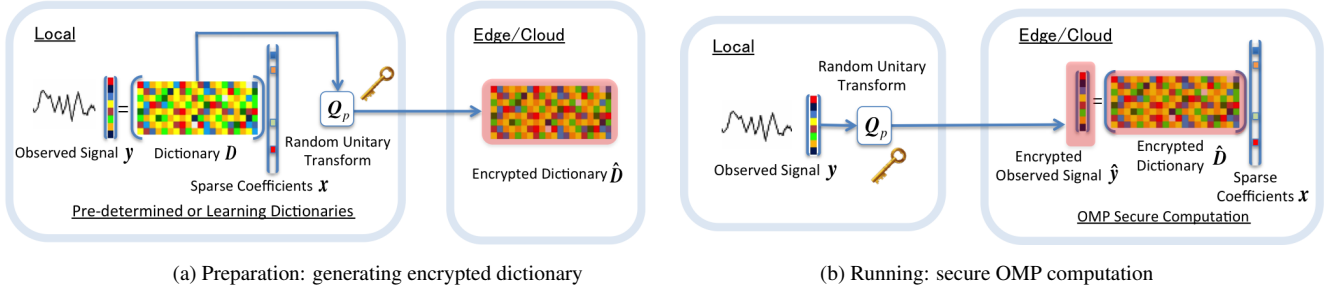 Local
=
Observed Signal y
Dictionary D
Q_p
Random Unitary
Transform
Sparse Coefficients x
Pre-determined or Learning Dictionaries
Edge/Cloud
Encrypted Dictionary D̂
(a) Preparation: generating encrypted dictionary
Local
Observed Signal y
Random Unitary
Transform
Q_p
Edge/Cloud
=
Encrypted
Observed Signal ŷ
Encrypted
Dictionary D̂
Sparse
Coefficients x
OMP Secure Computation
(b) Running: secure OMP computation